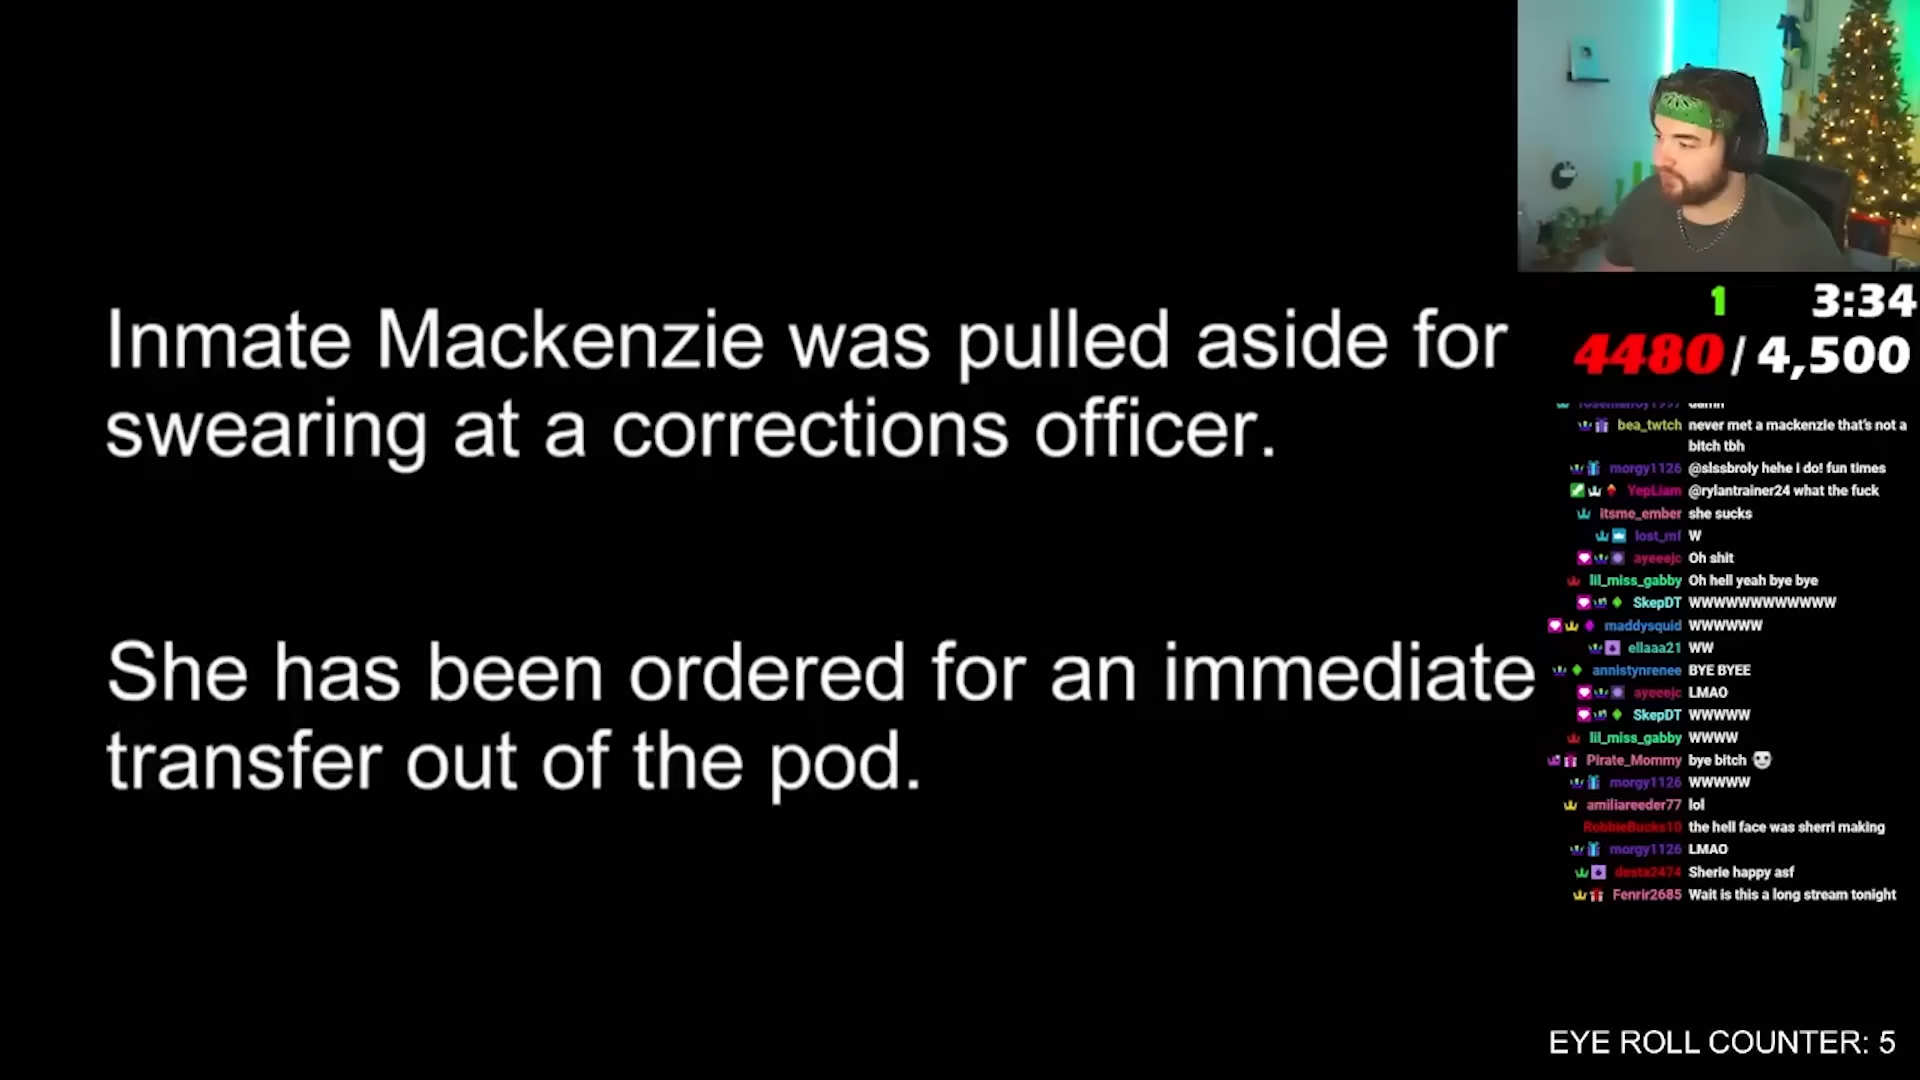 Inmate Mackenzie was pulled aside for
swearing at a corrections officer.
She has been ordered for an immediate
transfer out of the pod.
1 3:34
4480 / 4,500
damn
bea_twtch never met a mackenzie that's not a
bitch tbh
morgy1126 @slssbroly hehe I do! fun times
YepLiam @rylantrainer24 what the fuck
itsme_ember she sucks
lost_mf W
ayeeejc Oh shit
lil_miss_gabby Oh hell yeah bye bye
SkepDT WWWWWWWWWWWWW
maddysquid WWWWWW
ellaaa21 WW
annistynrenee BYE BYEE
ayeeejc LMAO
SkepDT WWWWW
lil_miss_gabby WWWW
Pirate_Mommy bye bitch
morgy1126 WWWWW
amiliareeder77 lol
RobbieBucks10 the hell face was sherri making
morgy1126 LMAO
desta2474 Sherie happy asf
Fenrir2685 Wait is this a long stream tonight
EYE ROLL COUNTER: 5